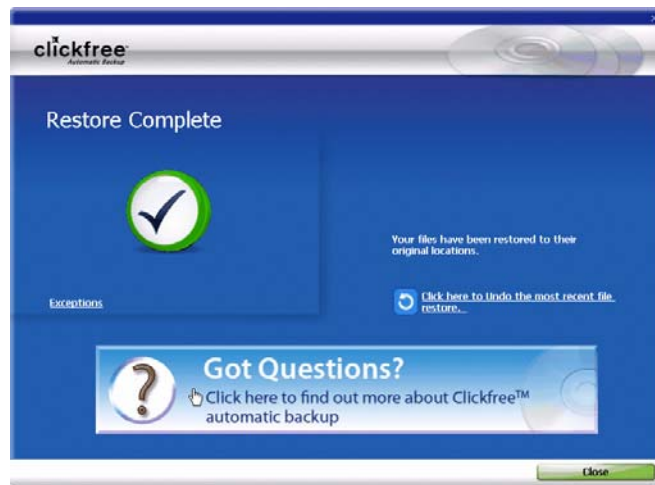 clickfree
Automatic Backup
Restore Complete
Your files have been restored to their
original locations.
Exceptions
Click here to Undo the most recent file
restore.
Got Questions?
Click here to find out more about Clickfree™
automatic backup
Close